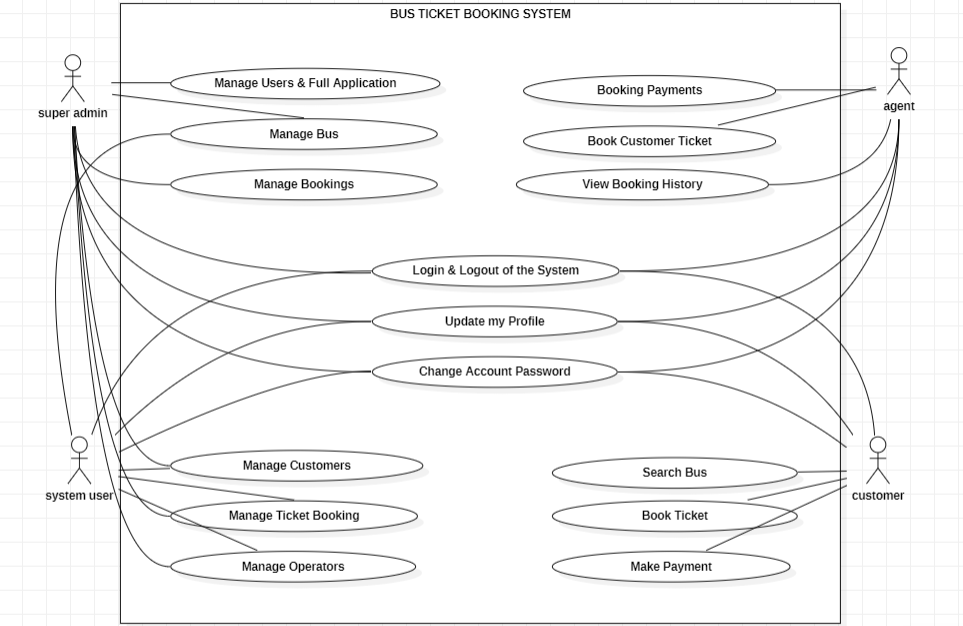 BUS TICKET BOOKING SYSTEM
Manage Users & Full Application
Booking Payments
super admin
agent
Manage Bus
Book Customer Ticket
Manage Bookings
View Booking History
Login & Logout of the System
Update my Profile
Change Account Password
Manage Customers
Search Bus
system user
customer
Manage Ticket Booking
Book Ticket
Manage Operators
Make Payment